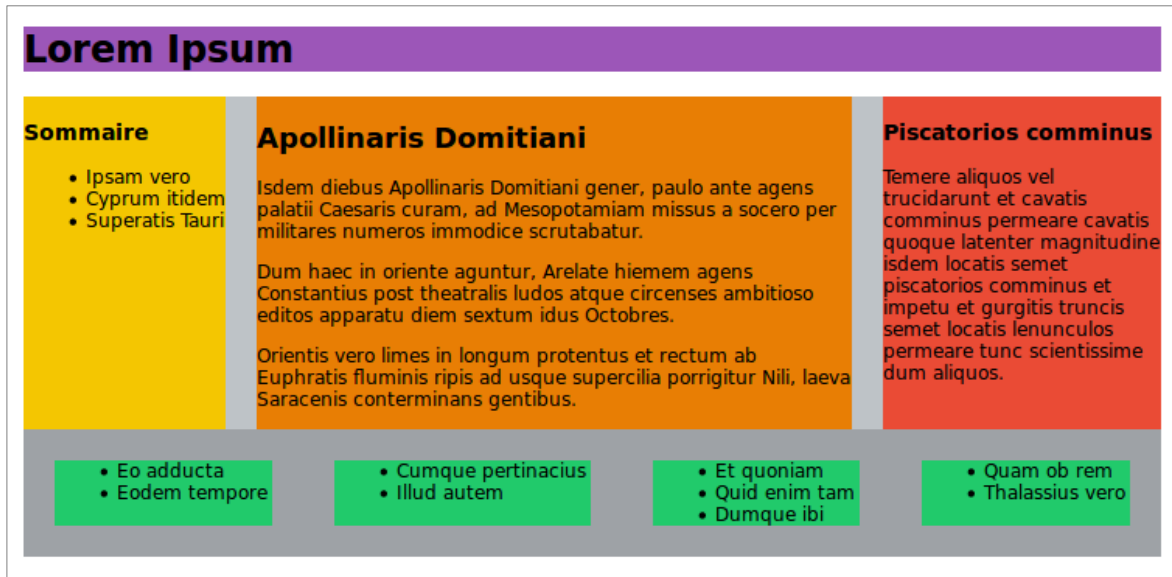 Lorem Ipsum
Sommaire
Ipsam vero
Cyprum itidem
Superatis Tauri
Apollinaris Domitiani
Isdem diebus Apollinaris Domitiani gener, paulo ante agens
palatii Caesaris curam, ad Mesopotamiam missus a socero per
militares numeros immodice scrutabatur.
Dum haec in oriente aguntur, Arelate hiemem agens
Constantius post theatralis ludos atque circenses ambitioso
editos apparatu diem sextum idus Octobres.
Orientis vero limes in longum protentus et rectum ab
Euphratis fluminis ripis ad usque supercilia porrigitur Nili, laeva
Saracenis conterminans gentibus.
Piscatorios comminus
Temere aliquos vel
trucidarunt et cavatis
comminus permeare cavatis
quoque latenter magnitudine
isdem locatis semet
piscatorios comminus et
impetu et gurgitis truncis
semet locatis lenunculos
permeare tunc scientissime
dum aliquos.
Eo adducta
Eodem tempore
Cumque pertinacius
Illud autem
Et quoniam
Quid enim tam
Dumque ibi
Quam ob rem
Thalassius vero